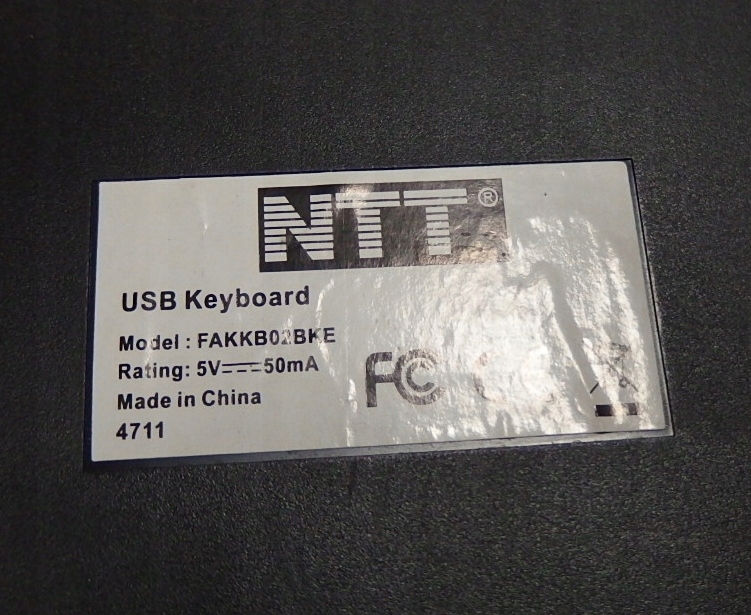 NTT®
USB Keyboard
Model : FAKKB02BKE
Rating: 5V⎓50mA
Made in China
4711
FC